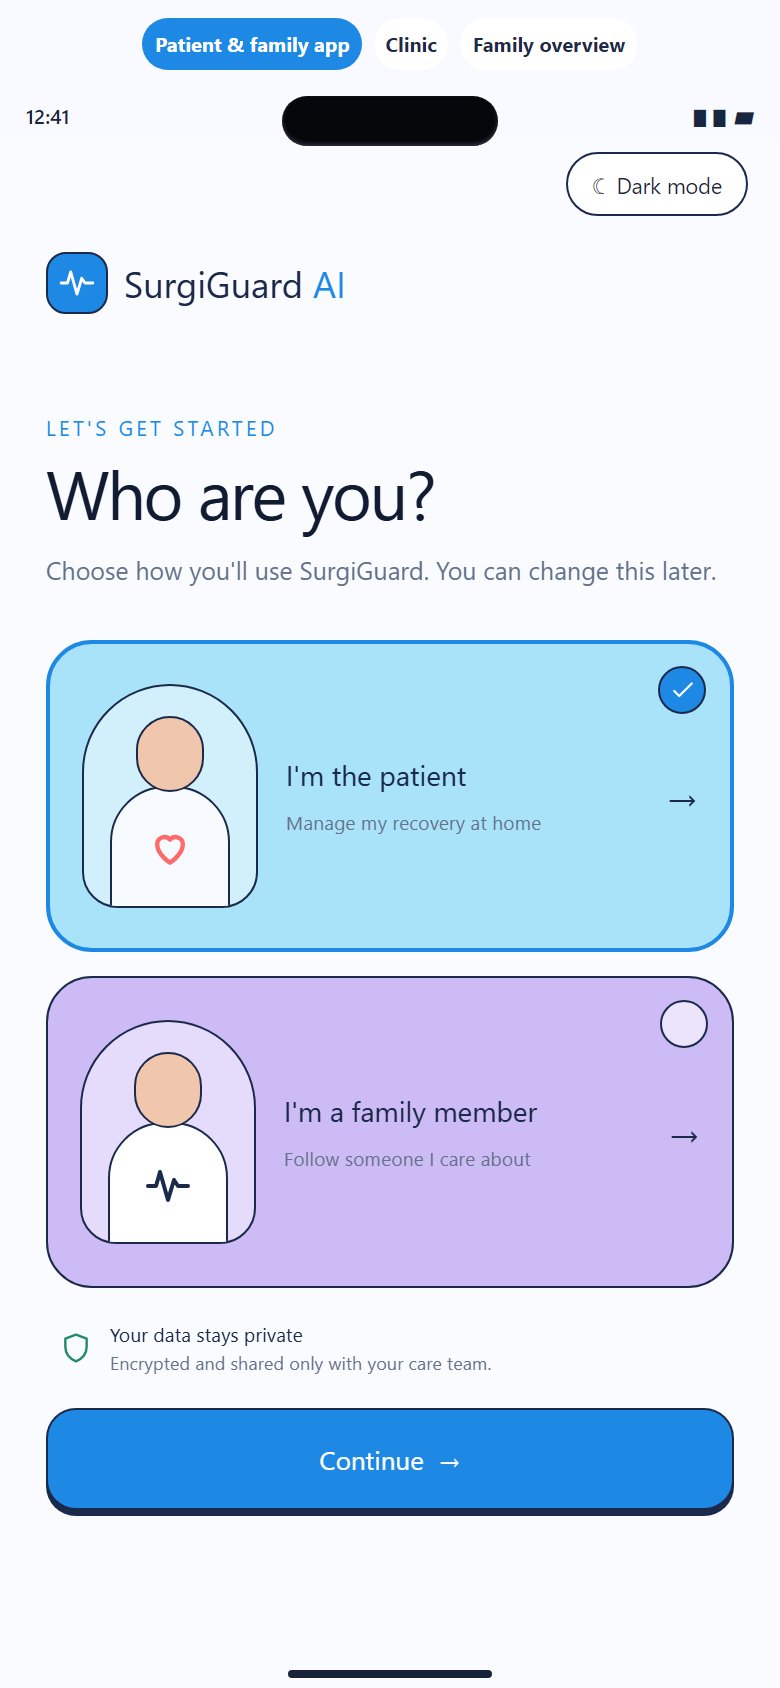 Patient & family app
Clinic
Family overview
12:41
☾ Dark mode
SurgiGuard AI
LET'S GET STARTED
Who are you?
Choose how you'll use SurgiGuard. You can change this later.
I'm the patient
Manage my recovery at home
→
I'm a family member
Follow someone I care about
→
Your data stays private
Encrypted and shared only with your care team.
Continue →